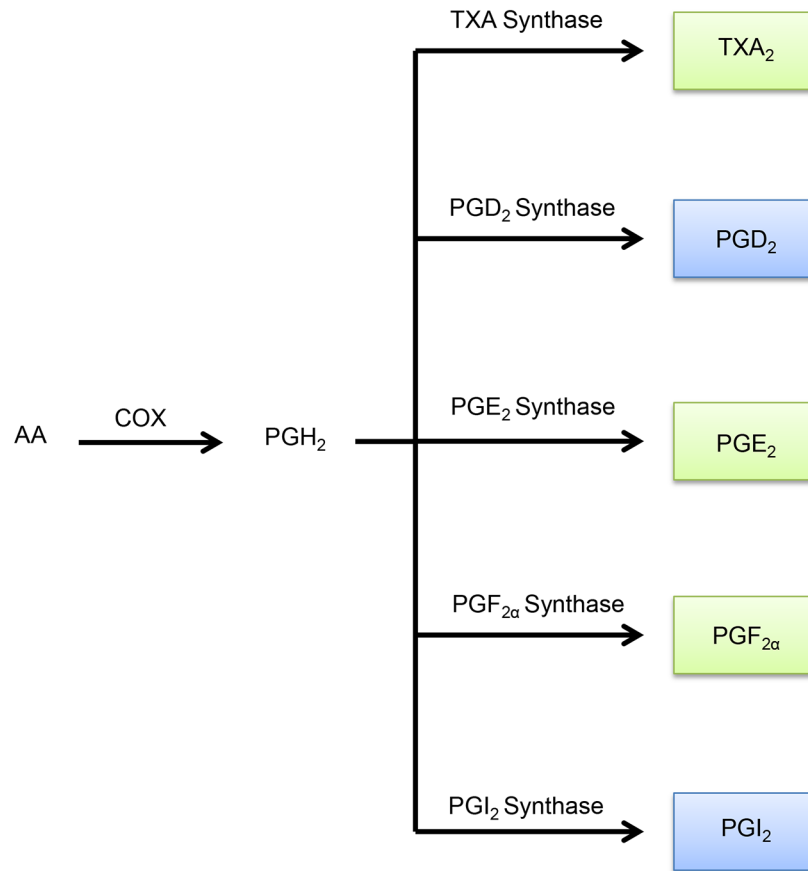 TXA Synthase
TXA₂
PGD₂ Synthase
PGD₂
PGE₂ Synthase
PGE₂
AA
COX
PGH₂
PGF₂α Synthase
PGF₂α
PGI₂ Synthase
PGI₂